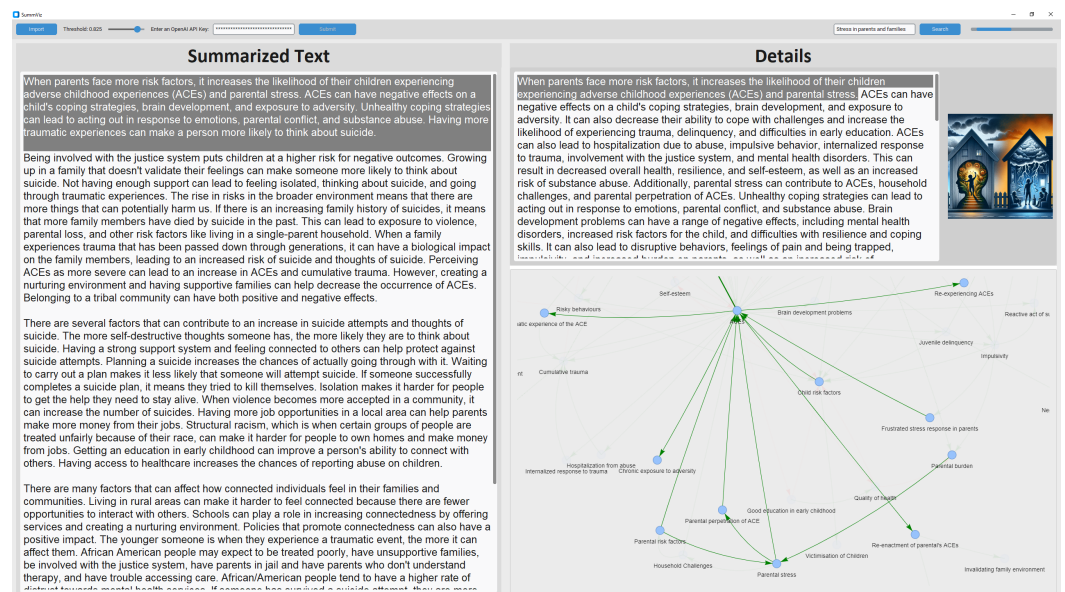 SummViz
Import
Threshold: 0.825
Enter an OpenAI API Key:
Submit
Stress in parents and families
Search
Summarized Text
When parents face more risk factors, it increases the likelihood of their children experiencing
adverse childhood experiences (ACEs) and parental stress. ACEs can have negative effects on a
child's coping strategies, brain development, and exposure to adversity. Unhealthy coping strategies
can lead to acting out in response to emotions, parental conflict, and substance abuse. Having more
traumatic experiences can make a person more likely to think about suicide.
Being involved with the justice system puts children at a higher risk for negative outcomes. Growing
up in a family that doesn't validate their feelings can make someone more likely to think about
suicide. Not having enough support can lead to feeling isolated, thinking about suicide, and going
through traumatic experiences. The rise in risks in the broader environment means that there are
more things that can potentially harm us. If there is an increasing family history of suicides, it means
that more family members have died by suicide in the past. This can lead to exposure to violence,
parental loss, and other risk factors like living in a single-parent household. When a family
experiences trauma that has been passed down through generations, it can have a biological impact
on the family members, leading to an increased risk of suicide and thoughts of suicide. Perceiving
ACEs as more severe can lead to an increase in ACEs and cumulative trauma. However, creating a
nurturing environment and having supportive families can help decrease the occurrence of ACEs.
Belonging to a tribal community can have both positive and negative effects.
There are several factors that can contribute to an increase in suicide attempts and thoughts of
suicide. The more self-destructive thoughts someone has, the more likely they are to think about
suicide. Having a strong support system and feeling connected to others can help protect against
suicide attempts. Planning a suicide increases the chances of actually going through with it. Waiting
to carry out a plan makes it less likely that someone will attempt suicide. If someone successfully
completes a suicide plan, it means they tried to kill themselves. Isolation makes it harder for people
to get the help they need to stay alive. When violence becomes more accepted in a community, it
can increase the number of suicides. Having more job opportunities in a local area can help parents
make more money from their jobs. Structural racism, which is when certain groups of people are
treated unfairly because of their race, can make it harder for people to own homes and make money
from jobs. Getting an education in early childhood can improve a person's ability to connect with
others. Having access to healthcare increases the chances of reporting abuse on children.
There are many factors that can affect how connected individuals feel in their families and
communities. Living in rural areas can make it harder to feel connected because there are fewer
opportunities to interact with others. Schools can play a role in increasing connectedness by offering
services and creating a nurturing environment. Policies that promote connectedness can also have a
positive impact. The younger someone is when they experience a traumatic event, the more it can
affect them. African American people may expect to be treated poorly, have unsupportive families,
be involved with the justice system, have parents in jail and have parents who don't understand
therapy, and have trouble accessing care. African/American people tend to have a higher rate of
distrust towards mental health services. If someone has survived a suicide attempt, they are more
Details
When parents face more risk factors, it increases the likelihood of their children
experiencing adverse childhood experiences (ACEs) and parental stress. ACEs can have
negative effects on a child's coping strategies, brain development, and exposure to
adversity. It can also decrease their ability to cope with challenges and increase the
likelihood of experiencing trauma, delinquency, and difficulties in early education. ACEs
can also lead to hospitalization due to abuse, impulsive behavior, internalized response
to trauma, involvement with the justice system, and mental health disorders. This can
result in decreased overall health, resilience, and self-esteem, as well as an increased
risk of substance abuse. Additionally, parental stress can contribute to ACEs, household
challenges, and parental perpetration of ACEs. Unhealthy coping strategies can lead to
acting out in response to emotions, parental conflict, and substance abuse. Brain
development problems can have a range of negative effects, including mental health
disorders, increased risk factors for the child, and difficulties with resilience and coping
skills. It can also lead to disruptive behaviors, feelings of pain and being trapped,
impulsivity, and increased burden on parents, as well as an increased risk of
Self-esteem
Re-experiencing ACEs
Risky behaviours
Brain development problems
Reactive act of su
atic experience of the ACE
ACEs
Juvenile delinquency
Impulsivity
nt
Cumulative trauma
Child risk factors
Ne
Frustrated stress response in parents
Hospitalization from abuse
Parental burden
Internalized response to trauma
Chronic exposure to adversity
Quality of health
Good education in early childhood
Parental perpetration of ACE
Parental risk factors
Re-enactment of parental's ACEs
Victimisation of Children
Household Challenges
Invalidating family environment
Parental stress